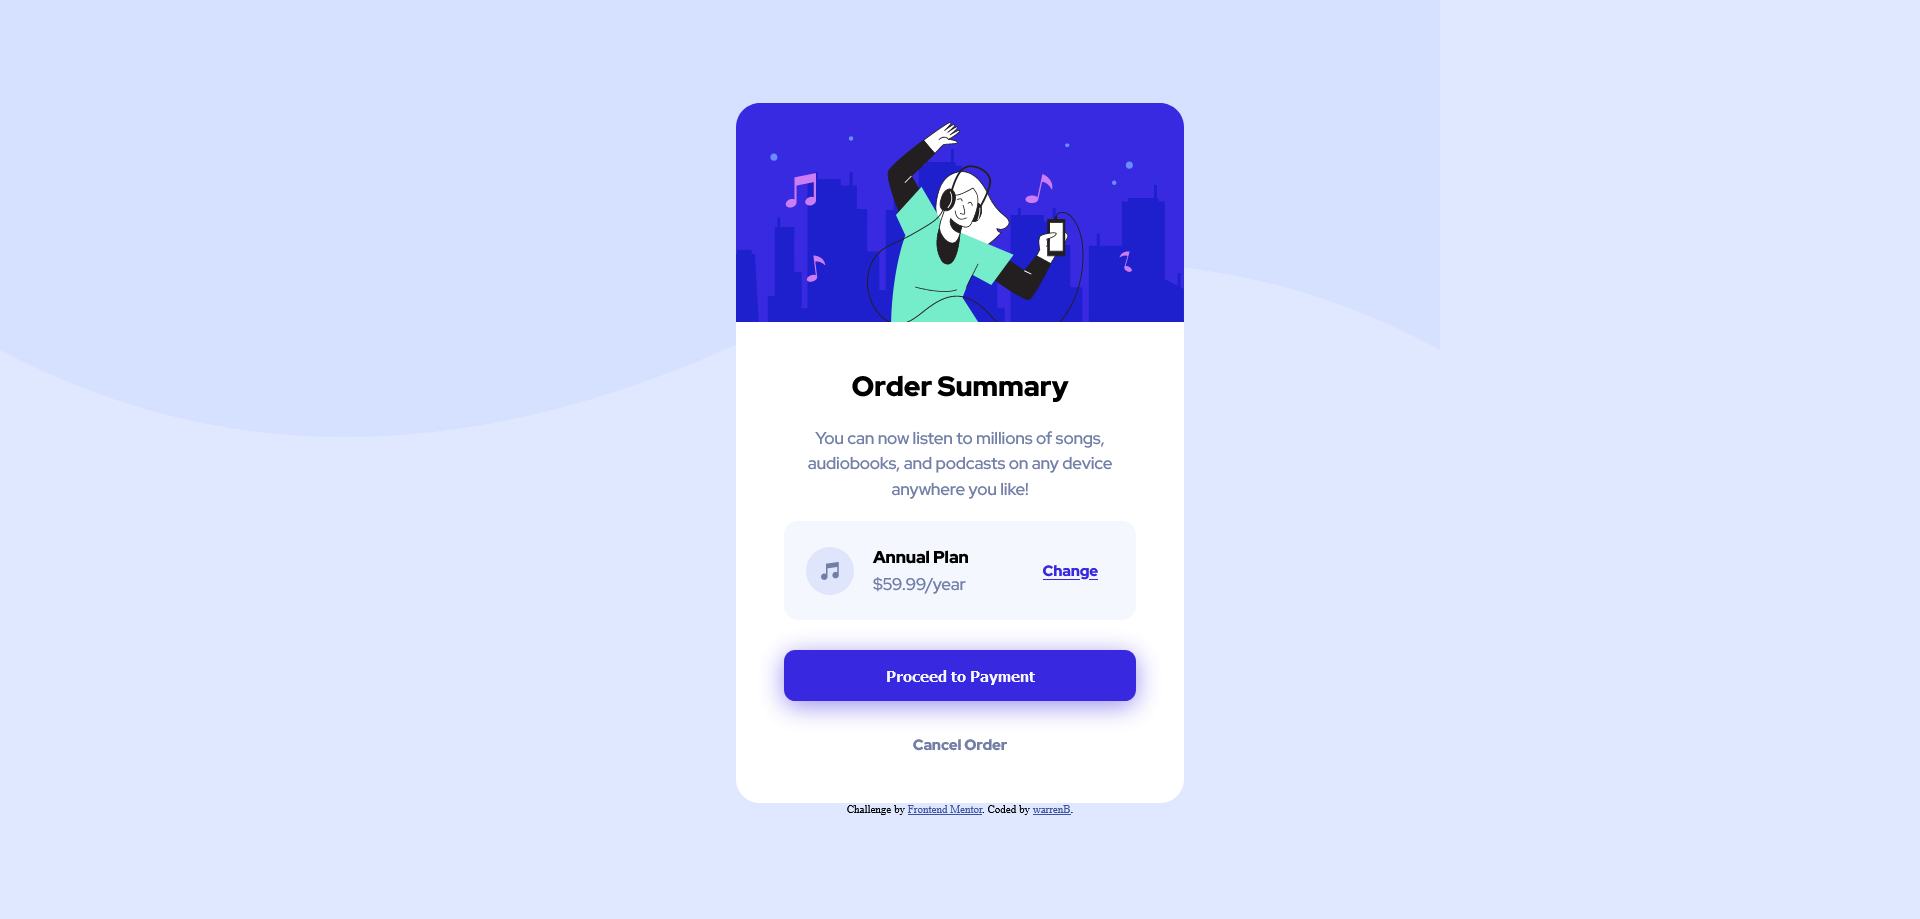 Order Summary
You can now listen to millions of songs,
audiobooks, and podcasts on any device
anywhere you like!
Annual Plan
$59.99/year
Change
Proceed to Payment
Cancel Order
Challenge by Frontend Mentor. Coded by warrenB.